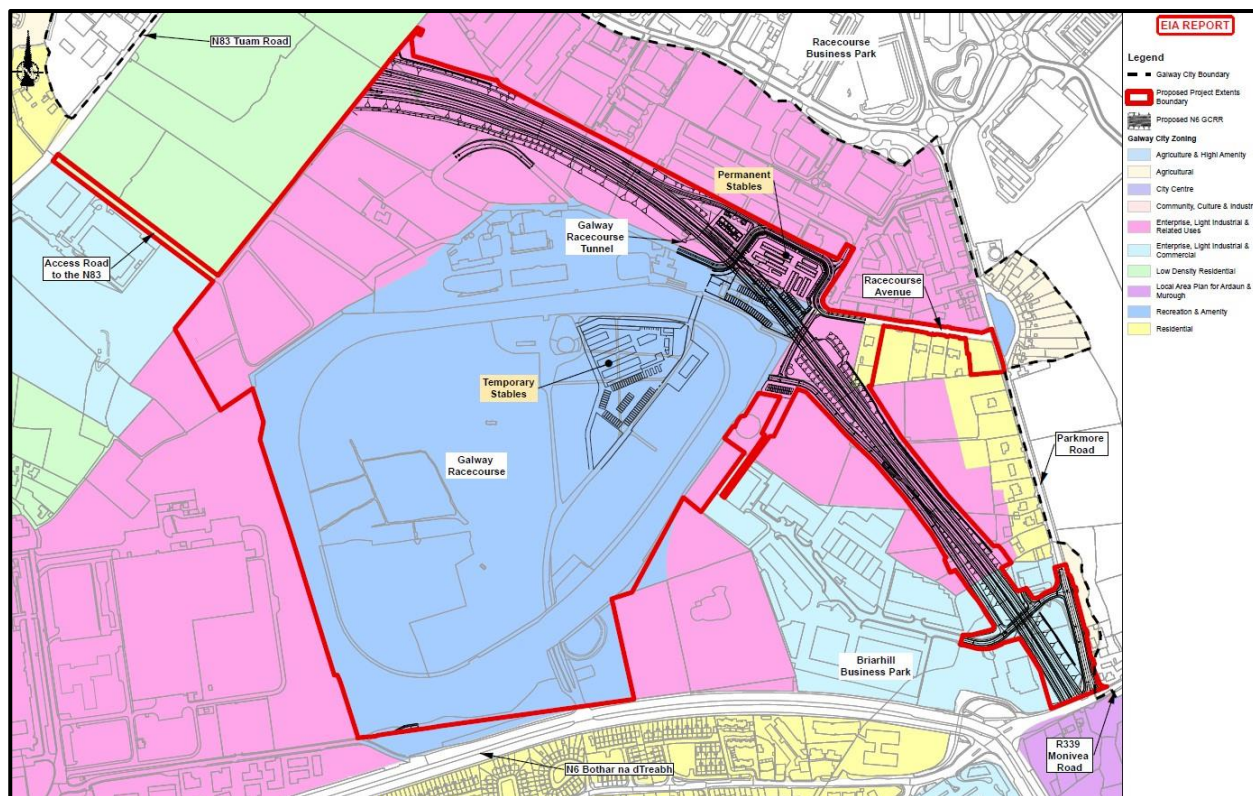 N83 Tuam Road
Racecourse
Business Park
Permanent
Stables
Galway
Racecourse
Tunnel
Access Road
to the N83
Racecourse
Avenue
Temporary
Stables
Galway
Racecourse
Parkmore
Road
Briarhill
Business Park
N6 Bothar na dTreabh
R339
Monivea
Road
EIA REPORT
Legend
Galway City Boundary
Proposed Project Extents
Boundary
Proposed N6 GCRR
Galway City Zoning
Agriculture & High Amenity
Agricultural
City Centre
Community, Culture & Industr
Enterprise, Light Industrial &
Related Uses
Enterprise, Light Industrial &
Commercial
Low Density Residential
Local Area Plan for Ardaun &
Murough
Recreation & Amenity
Residential